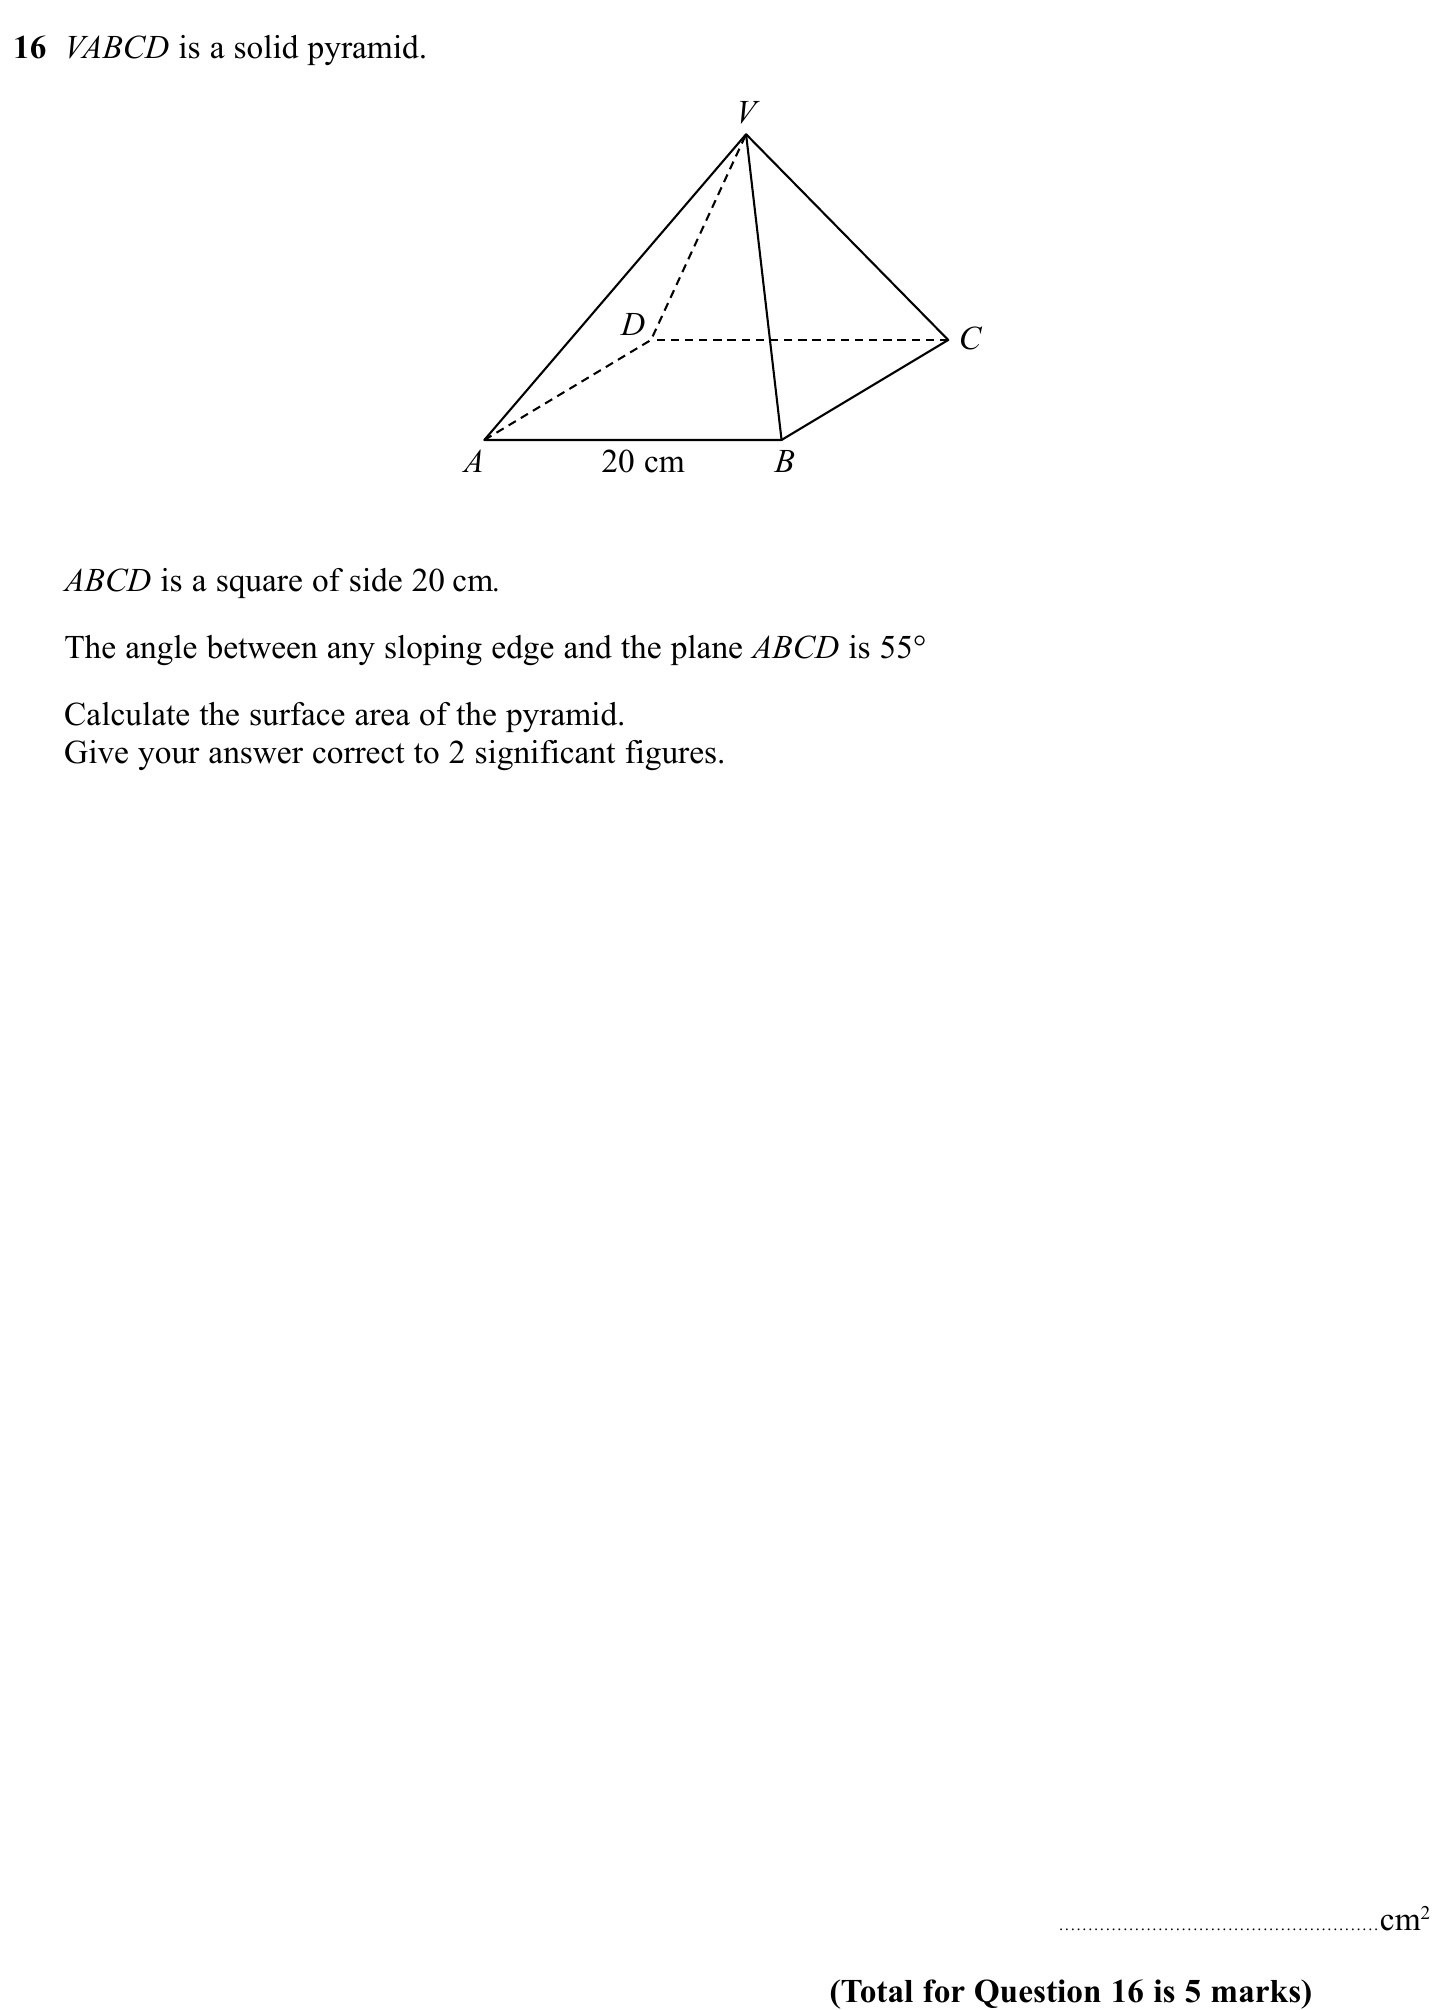 16 VABCD is a solid pyramid.
V
D
C
A
20 cm
B
ABCD is a square of side 20 cm.
The angle between any sloping edge and the plane ABCD is 55°
Calculate the surface area of the pyramid.
Give your answer correct to 2 significant figures.
.......................................................cm²
(Total for Question 16 is 5 marks)